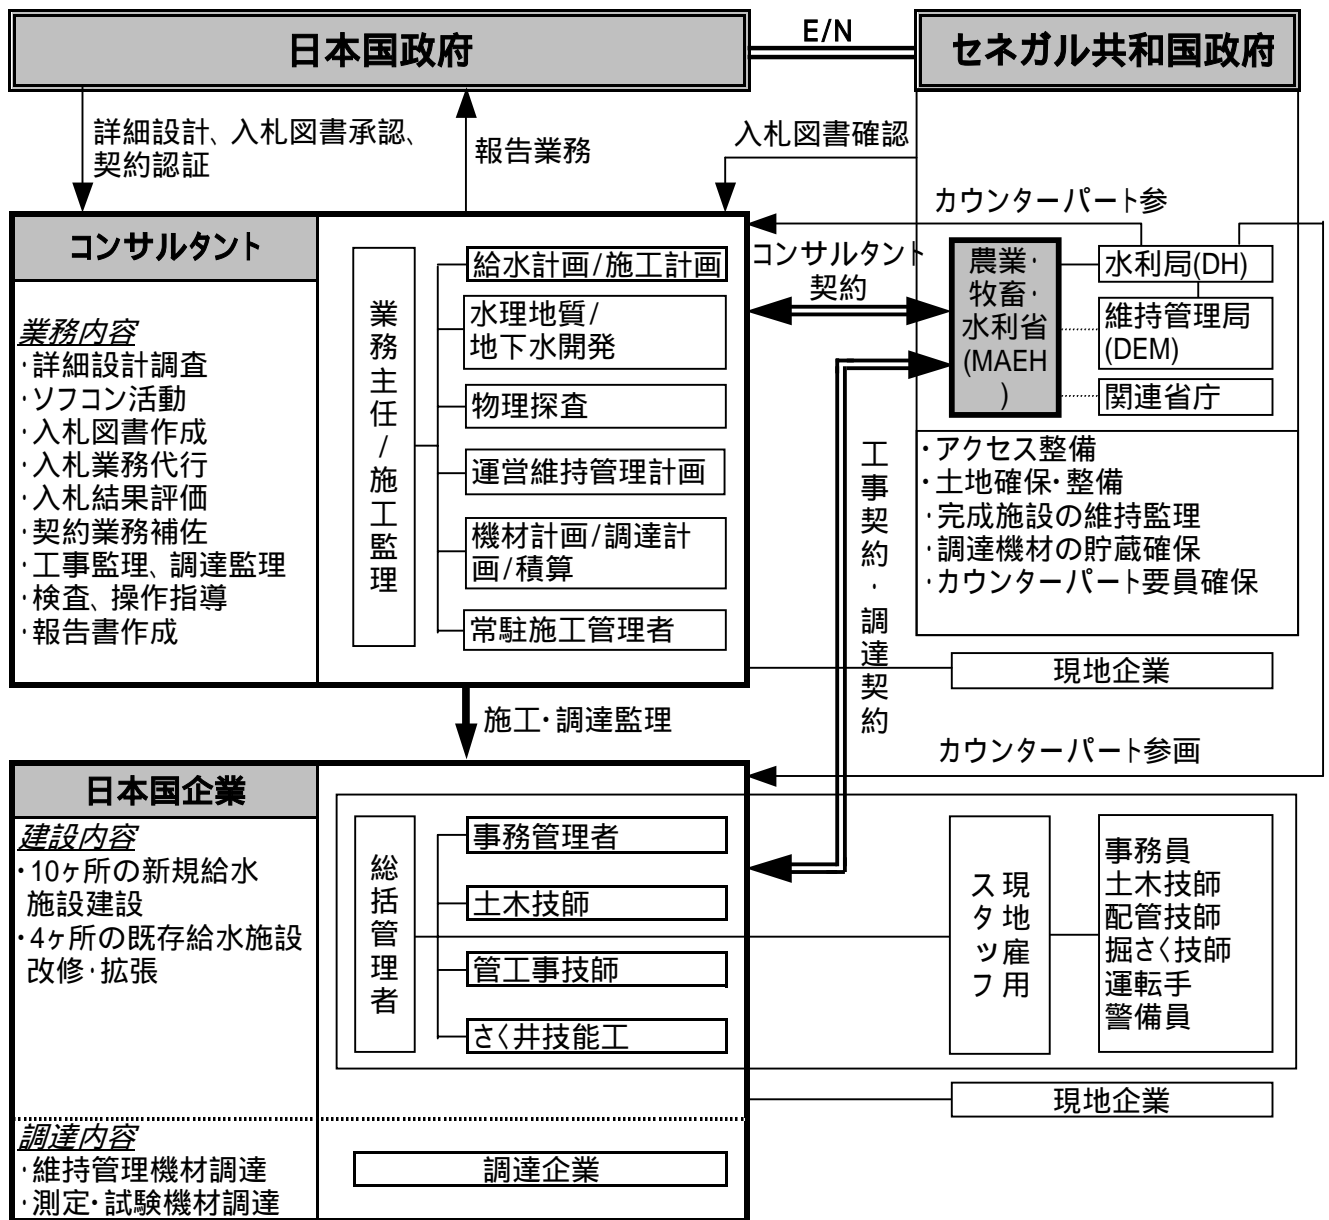 日本国政府
E/N
セネガル共和国政府
詳細設計、入札図書承認、
契約認証
報告業務
入札図書確認
カウンターパート参
コンサルタント
業務内容
・詳細設計調査
・ソフコン活動
・入札図書作成
・入札業務代行
・入札結果評価
・契約業務補佐
・工事監理、調達監理
・検査、操作指導
・報告書作成
業務主任/施工監理
給水計画/施工計画
水理地質/
地下水開発
物理探査
運営維持管理計画
機材計画/調達計
画/積算
常駐施工管理者
コンサルタント
契約
農業・
牧畜・
水利省
(MAEH
)
水利局(DH)
維持管理局
(DEM)
関連省庁
・アクセス整備
・土地確保・整備
・完成施設の維持監理
・調達機材の貯蔵確保
・カウンターパート要員確保
工事契約・調達契約
現地企業
施工・調達監理
カウンターパート参画
日本国企業
建設内容
・10ヶ所の新規給水
施設建設
・4ヶ所の既存給水施設
改修・拡張
総括管理者
事務管理者
土木技師
管工事技師
さく井技能工
現地雇用
スタッフ
事務員
土木技師
配管技師
掘さく技師
運転手
警備員
現地企業
調達内容
・維持管理機材調達
・測定・試験機材調達
調達企業